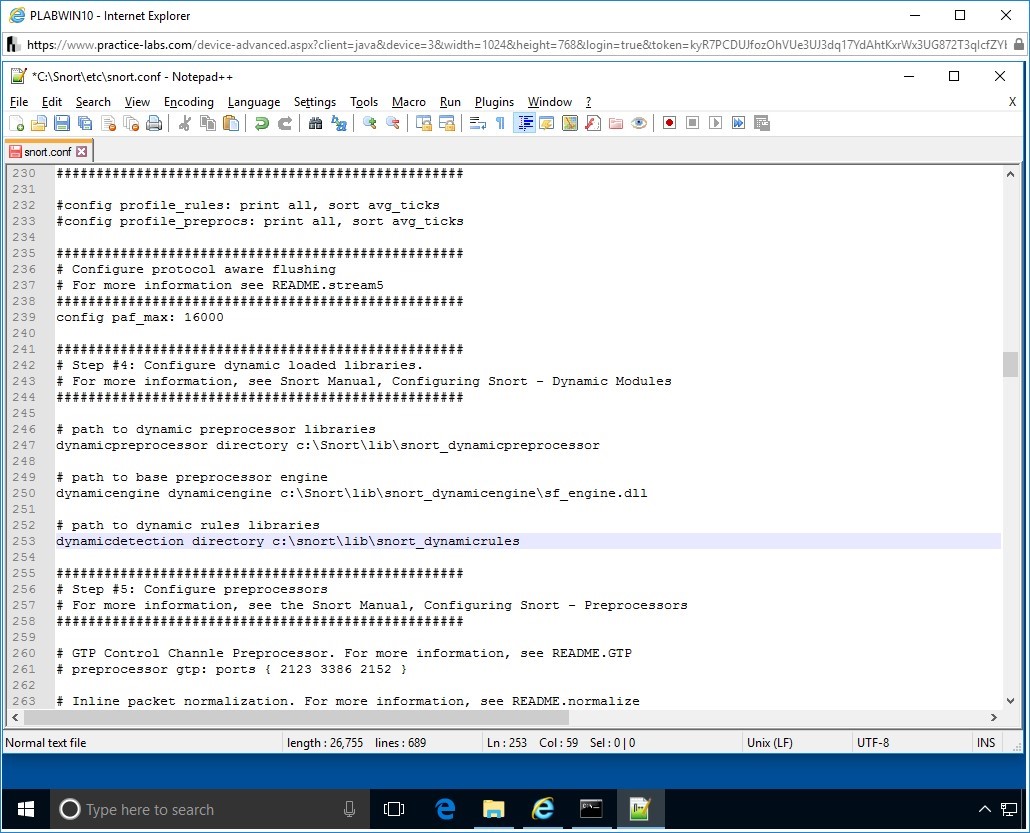 PLABWIN10 - Internet Explorer
https://www.practice-labs.com/device-advanced.aspx?client=java&device=3&width=1024&height=768&login=true&token=
*C:\Snort\etc\snort.conf - Notepad++
File Edit Search View Encoding Language Settings Tools Macro Run Plugins Window ? X
snort.conf
230 ###################################################
231
232 #config profile_rules: print all, sort avg_ticks
233 #config profile_preprocs: print all, sort avg_ticks
234
235 ###################################################
236 # Configure protocol aware flushing
237 # For more information see README.stream5
238 ###################################################
239 config paf_max: 16000
240
241 ###################################################
242 # Step #4: Configure dynamic loaded libraries.
243 # For more information, see Snort Manual, Configuring Snort - Dynamic Modules
244 ###################################################
245
246 # path to dynamic preprocessor libraries
247 dynamicpreprocessor directory c:\Snort\lib\snort_dynamicpreprocessor
248
249 # path to base preprocessor engine
250 dynamicengine dynamicengine c:\Snort\lib\snort_dynamicengine\sf_engine.dll
251
252 # path to dynamic rules libraries
253 dynamicdetection directory c:\snort\lib\snort_dynamicrules
254
255 ###################################################
256 # Step #5: Configure preprocessors
257 # For more information, see the Snort Manual, Configuring Snort - Preprocessors
258 ###################################################
259
260 # GTP Control Channle Preprocessor. For more information, see README.GTP
261 # preprocessor gtp: ports { 2123 3386 2152 }
262
263 # Inline packet normalization. For more information, see README.normalize
Normal text file length : 26,755 lines : 689 Ln : 253 Col : 59 Sel : 0 | 0 Unix (LF) UTF-8 INS
Type here to search